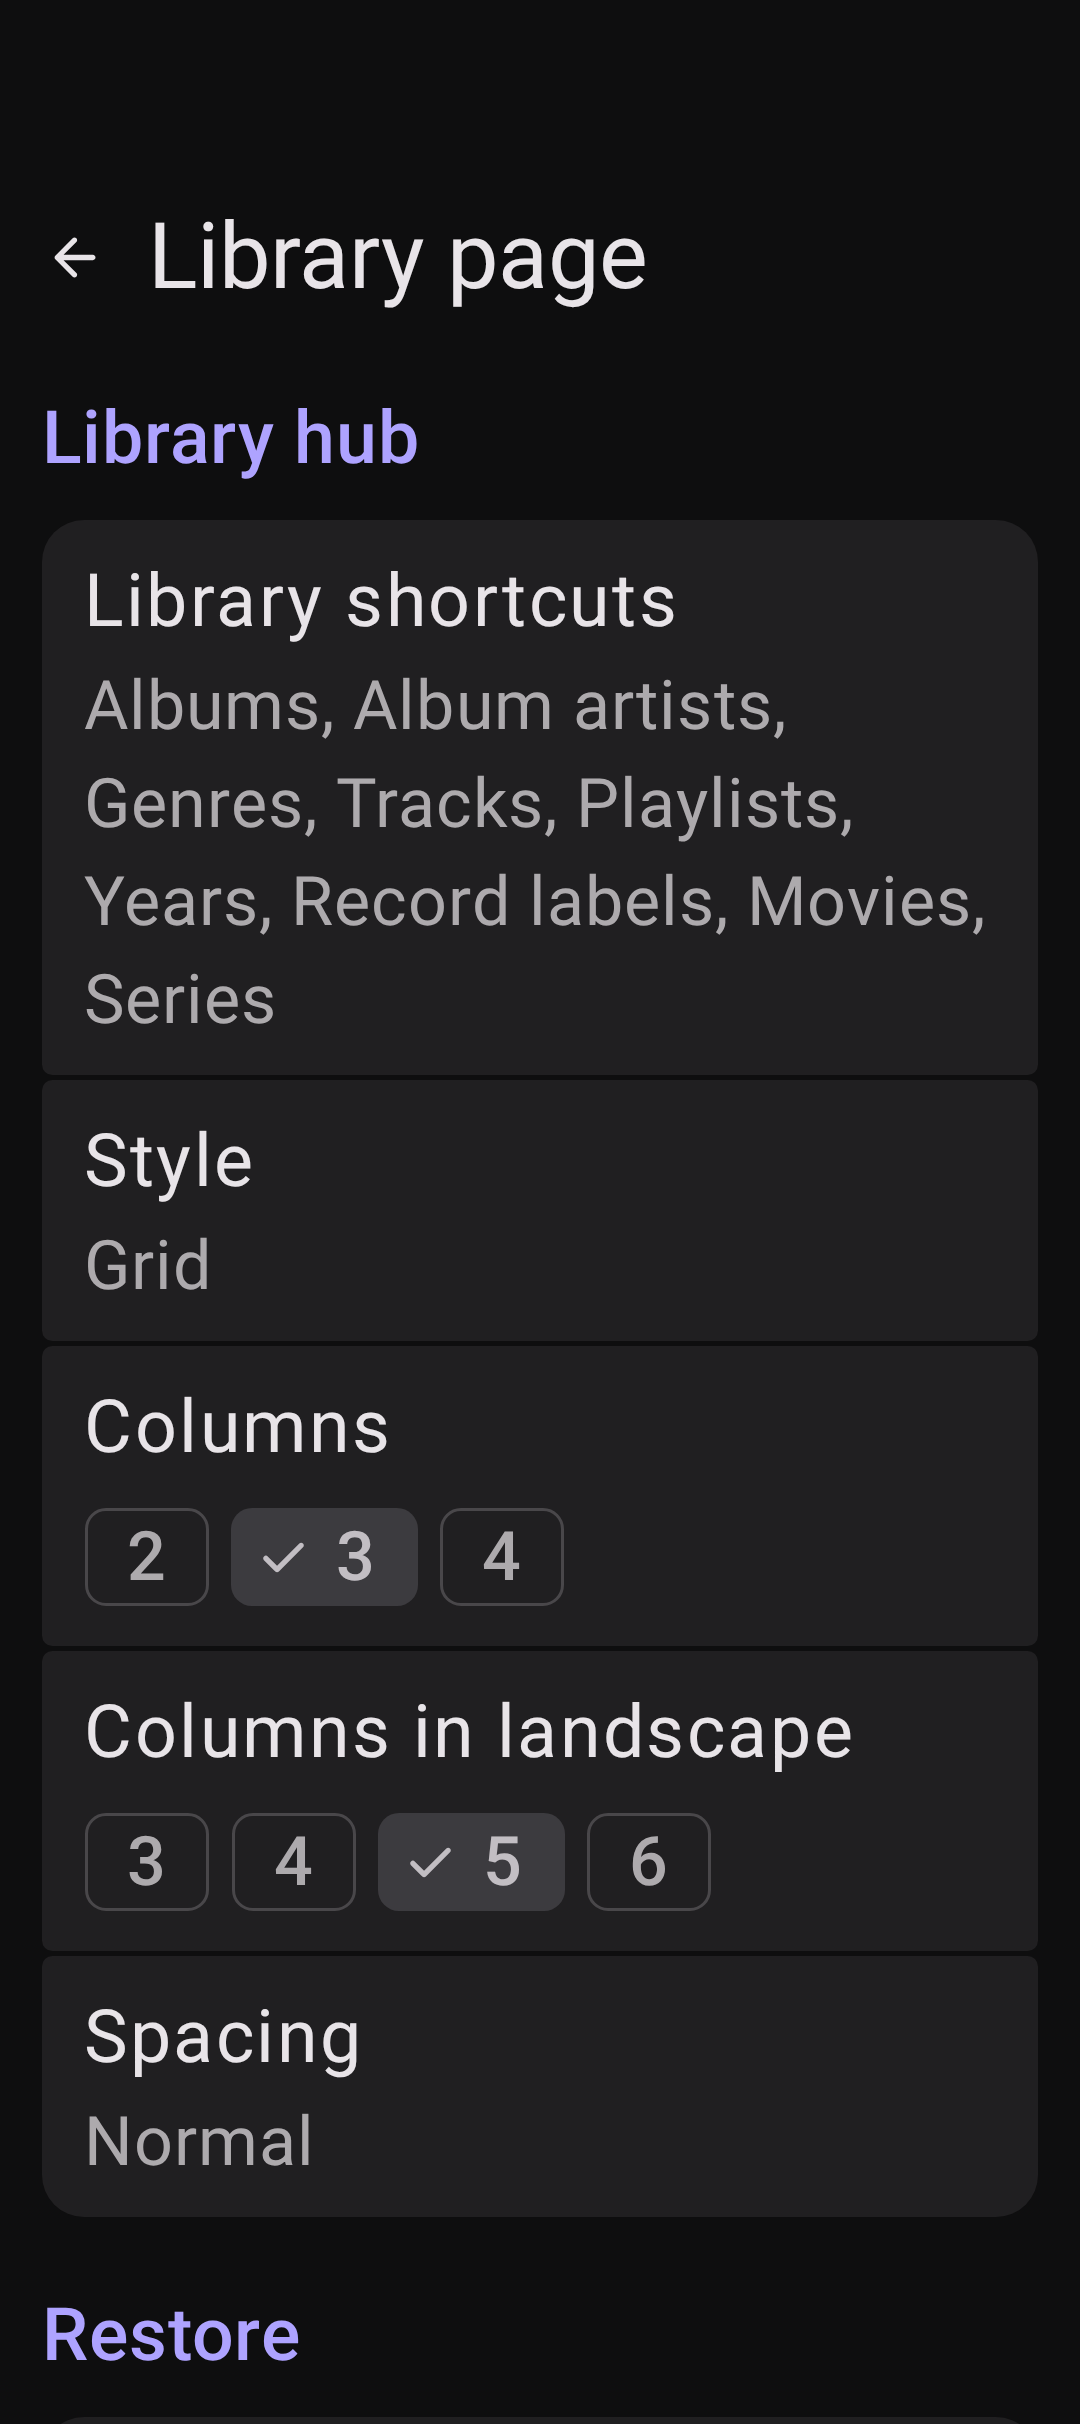 Library page
Library hub
Library shortcuts
Albums, Album artists,
Genres, Tracks, Playlists,
Years, Record labels, Movies,
Series
Style
Grid
Columns
2 3 4
Columns in landscape
3 4 5 6
Spacing
Normal
Restore